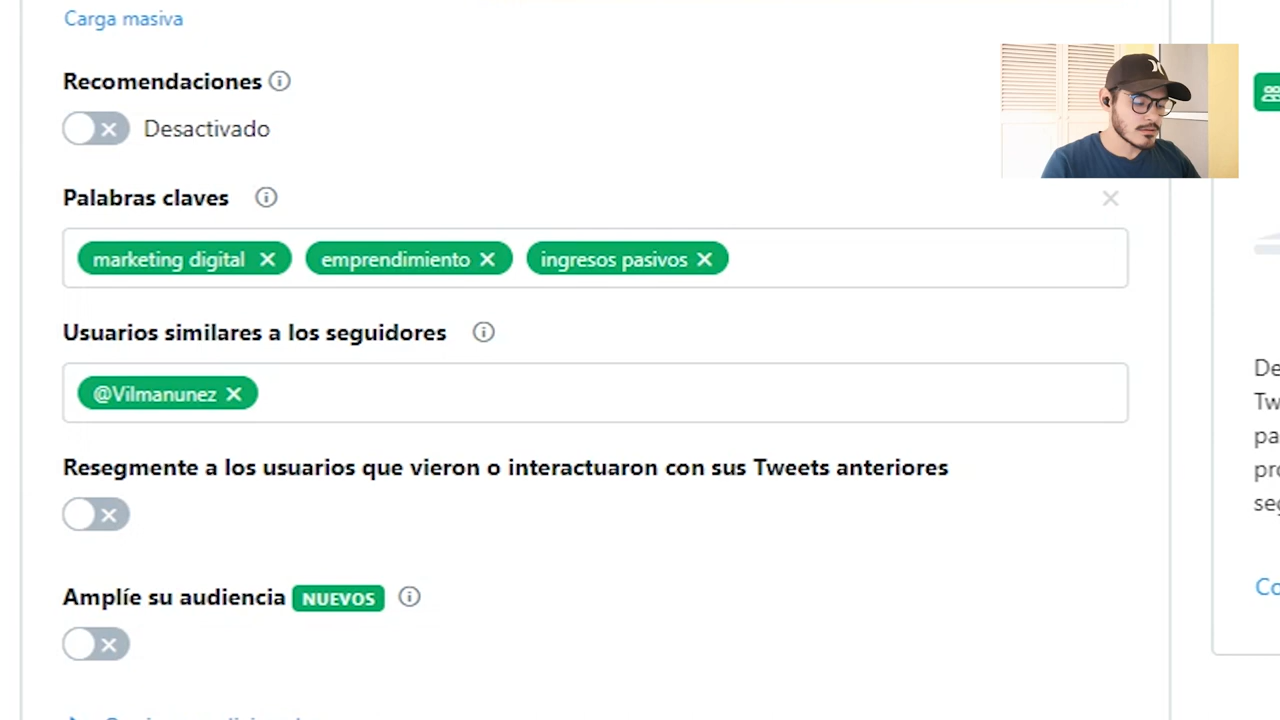 Carga masiva
Recomendaciones
Desactivado
Palabras claves
marketing digital
emprendimiento
ingresos pasivos
Usuarios similares a los seguidores
@Vilmanunez
Resegmente a los usuarios que vieron o interactuaron con sus Tweets anteriores
Amplíe su audiencia NUEVOS